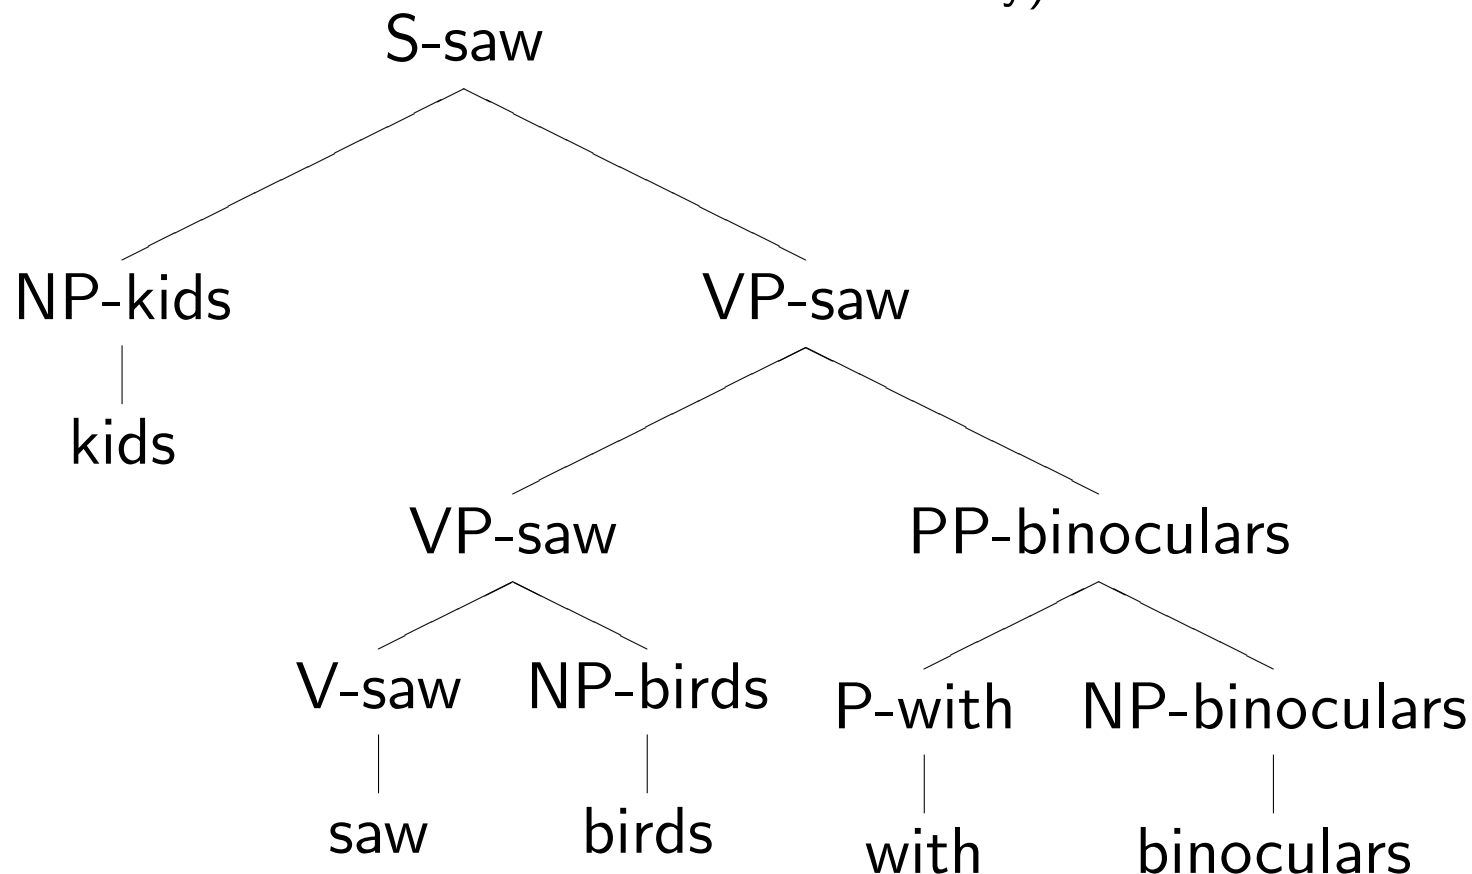 S-saw
NP-kids VP-saw
kids
VP-saw PP-binoculars
V-saw NP-birds P-with NP-binoculars
saw birds with binoculars